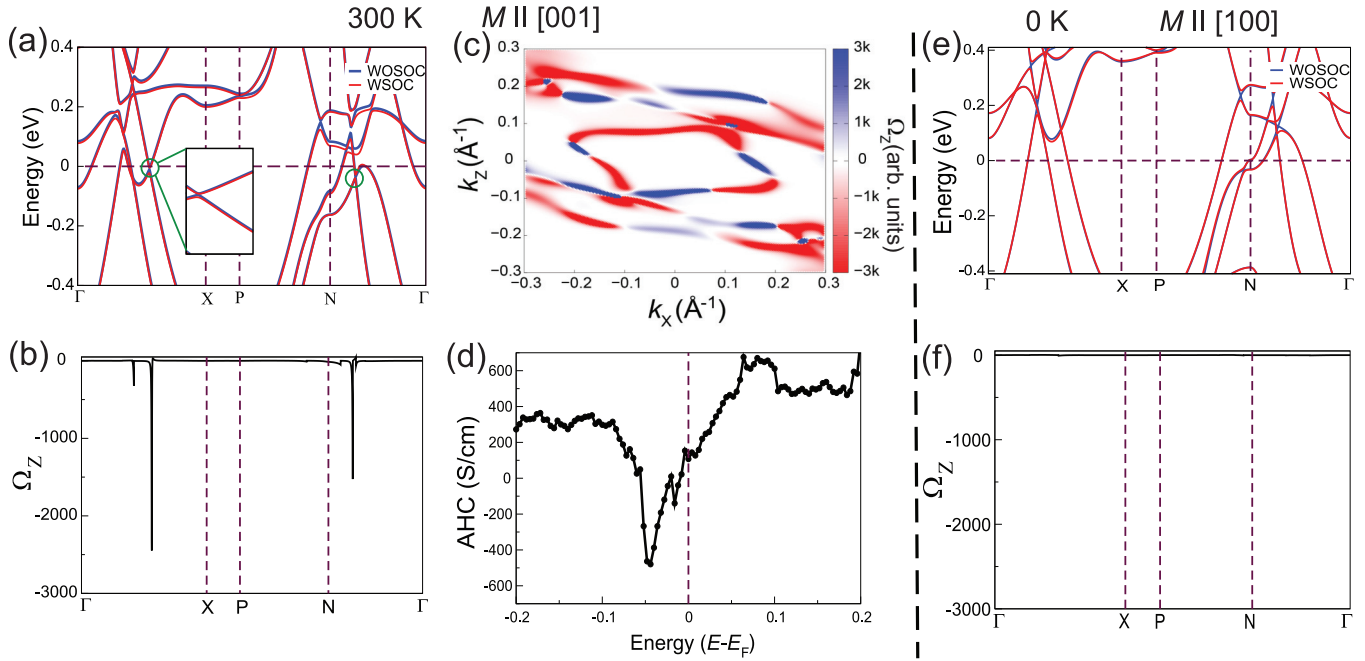 300 K M II [001]
0 K M II [100]
(a)
0.4
0.2
0
-0.2
-0.4
Energy (eV)
WOSOC
WSOC
Γ X P N Γ
(b)
0
-1000
-2000
-3000
ΩZ
Γ X P N Γ
(c)
0.3
0.2
0.1
0
−0.1
−0.2
−0.3
kZ(Å-1)
−0.3 −0.2 −0.1 0 0.1 0.2 0.3
kX(Å-1)
3k
2k
1k
0
−1k
−2k
−3k
ΩZ(arb. units)
(d)
600
400
200
0
-200
-400
-600
AHC (S/cm)
-0.2 -0.1 0 0.1 0.2
Energy (E-EF)
(e)
0.4
0.2
0
-0.2
-0.4
Energy (eV)
WOSOC
WSOC
Γ X P N Γ
(f)
0
-1000
-2000
-3000
ΩZ
Γ X P N Γ